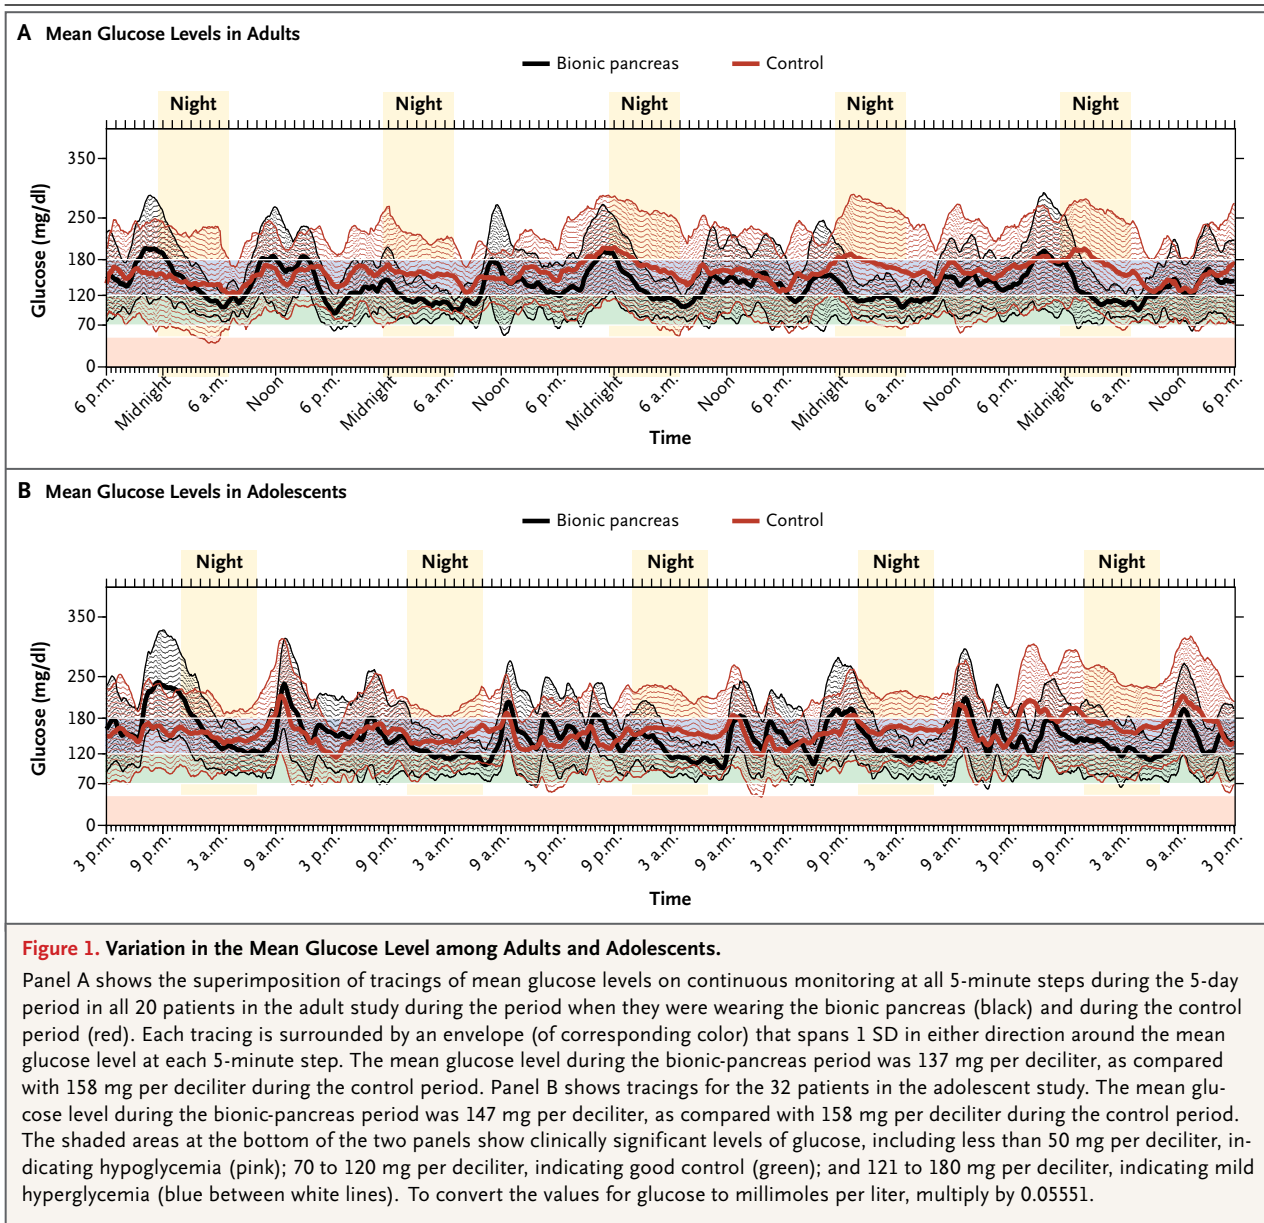 A Mean Glucose Levels in Adults
Bionic pancreas Control
Night Night Night Night Night
Glucose (mg/dl)
350
250
180
120
70
0
6 p.m. Midnight 6 a.m. Noon 6 p.m. Midnight 6 a.m. Noon 6 p.m. Midnight 6 a.m. Noon 6 p.m. Midnight 6 a.m. Noon 6 p.m. Midnight 6 a.m. Noon 6 p.m.
Time
B Mean Glucose Levels in Adolescents
Bionic pancreas Control
Night Night Night Night Night
Glucose (mg/dl)
350
250
180
120
70
0
3 p.m. 9 p.m. 3 a.m. 9 a.m. 3 p.m. 9 p.m. 3 a.m. 9 a.m. 3 p.m. 9 p.m. 3 a.m. 9 a.m. 3 p.m. 9 p.m. 3 a.m. 9 a.m. 3 p.m. 9 p.m. 3 a.m. 9 a.m. 3 p.m.
Time
Figure 1. Variation in the Mean Glucose Level among Adults and Adolescents.
Panel A shows the superimposition of tracings of mean glucose levels on continuous monitoring at all 5-minute steps during the 5-day
period in all 20 patients in the adult study during the period when they were wearing the bionic pancreas (black) and during the control
period (red). Each tracing is surrounded by an envelope (of corresponding color) that spans 1 SD in either direction around the mean
glucose level at each 5-minute step. The mean glucose level during the bionic-pancreas period was 137 mg per deciliter, as compared
with 158 mg per deciliter during the control period. Panel B shows tracings for the 32 patients in the adolescent study. The mean glu-
cose level during the bionic-pancreas period was 147 mg per deciliter, as compared with 158 mg per deciliter during the control period.
The shaded areas at the bottom of the two panels show clinically significant levels of glucose, including less than 50 mg per deciliter, in-
dicating hypoglycemia (pink); 70 to 120 mg per deciliter, indicating good control (green); and 121 to 180 mg per deciliter, indicating mild
hyperglycemia (blue between white lines). To convert the values for glucose to millimoles per liter, multiply by 0.05551.